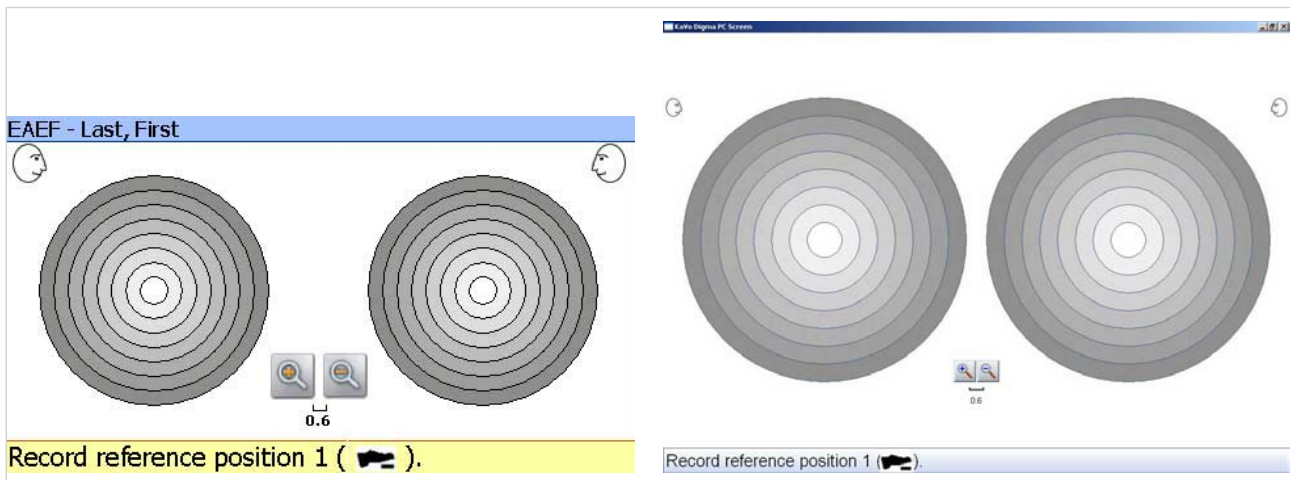 EAEF - Last, First
0.6
Record reference position 1 ( ).
KaVo Digma PC Screen
0.6
Record reference position 1 ( ).